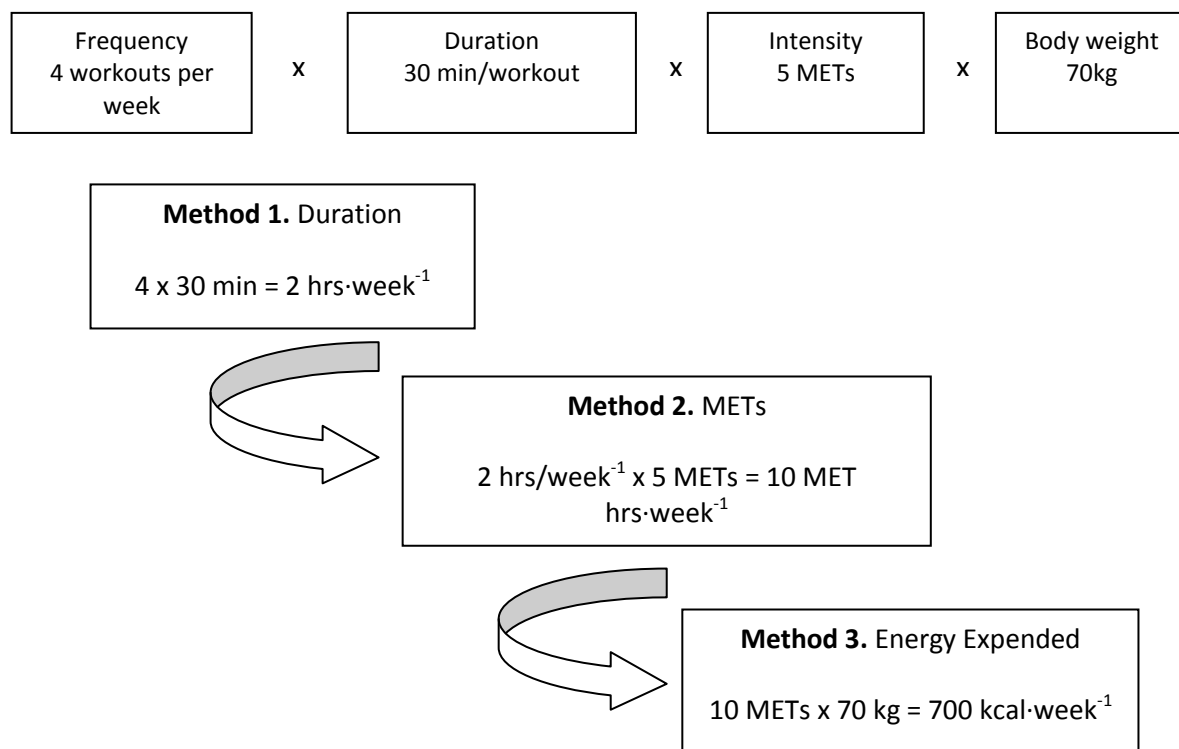 Frequency
4 workouts per
week
x
Duration
30 min/workout
x
Intensity
5 METs
x
Body weight
70kg
Method 1. Duration
4 x 30 min = 2 hrs·week⁻¹
Method 2. METs
2 hrs/week⁻¹ x 5 METs = 10 MET
hrs·week⁻¹
Method 3. Energy Expended
10 METs x 70 kg = 700 kcal·week⁻¹